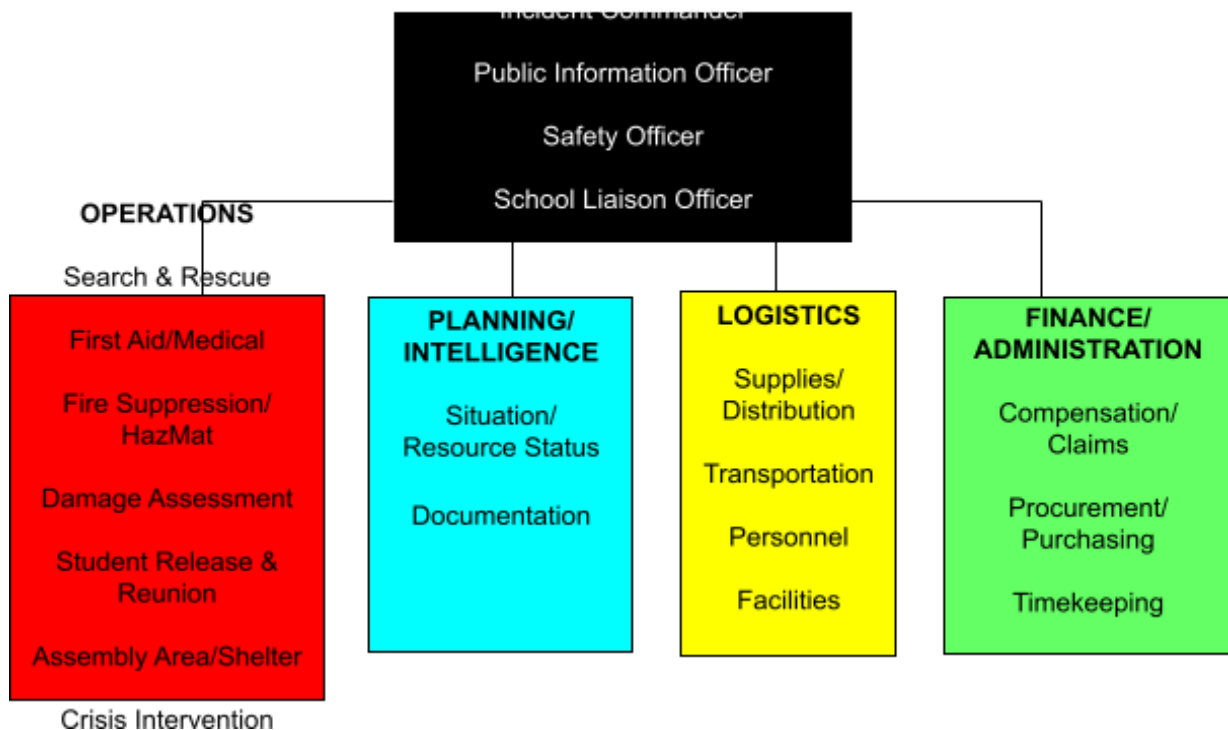 Incident Commander
Public Information Officer
Safety Officer
School Liaison Officer
OPERATIONS
Search & Rescue
First Aid/Medical
Fire Suppression/
HazMat
Damage Assessment
Student Release &
Reunion
Assembly Area/Shelter
Crisis Intervention
PLANNING/
INTELLIGENCE
Situation/
Resource Status
Documentation
LOGISTICS
Supplies/
Distribution
Transportation
Personnel
Facilities
FINANCE/
ADMINISTRATION
Compensation/
Claims
Procurement/
Purchasing
Timekeeping